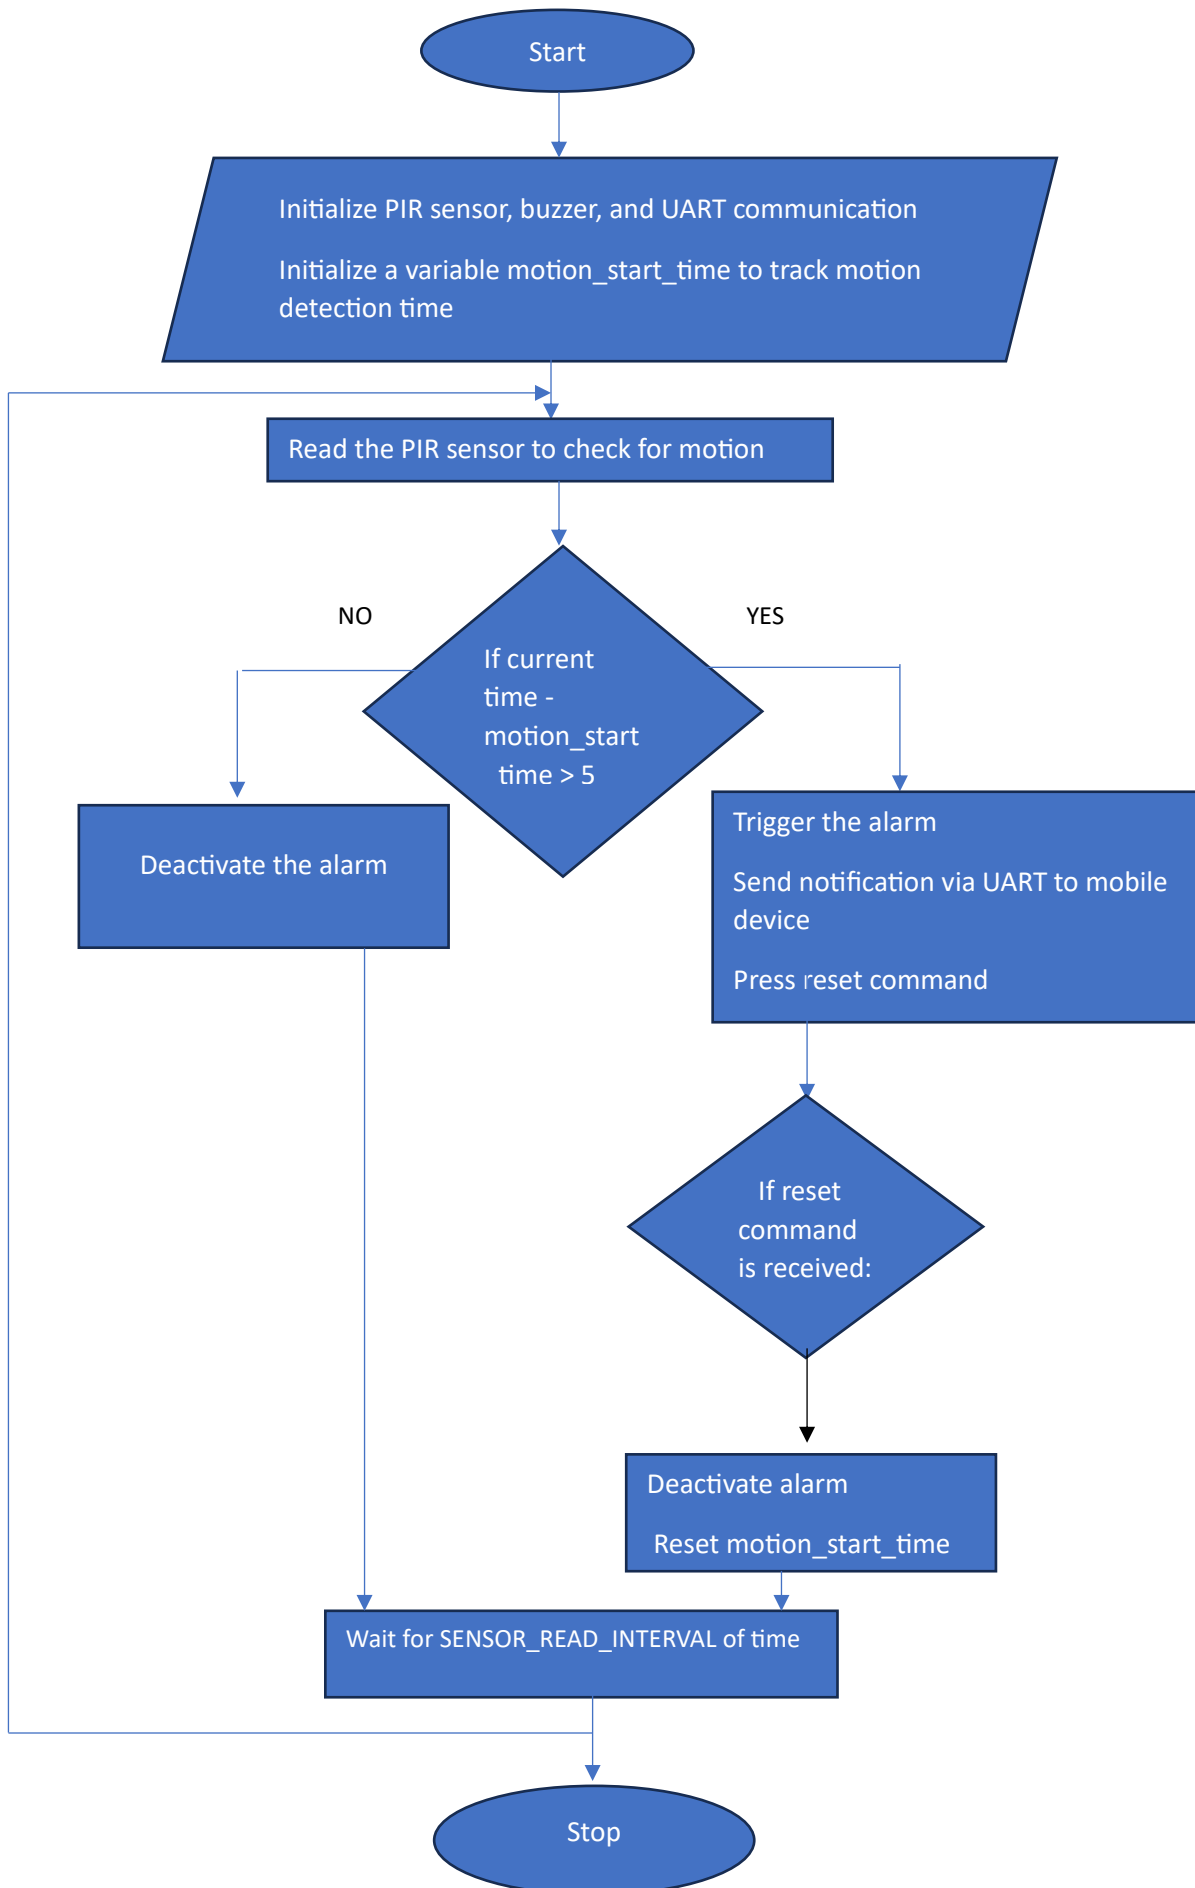 Start
Initialize PIR sensor, buzzer, and UART communication
Initialize a variable motion_start_time to track motion
detection time
Read the PIR sensor to check for motion
NO
YES
If current
time -
motion_start
time > 5
Deactivate the alarm
Trigger the alarm
Send notification via UART to mobile
device
Press reset command
If reset
command
is received:
Deactivate alarm
Reset motion_start_time
Wait for SENSOR_READ_INTERVAL of time
Stop